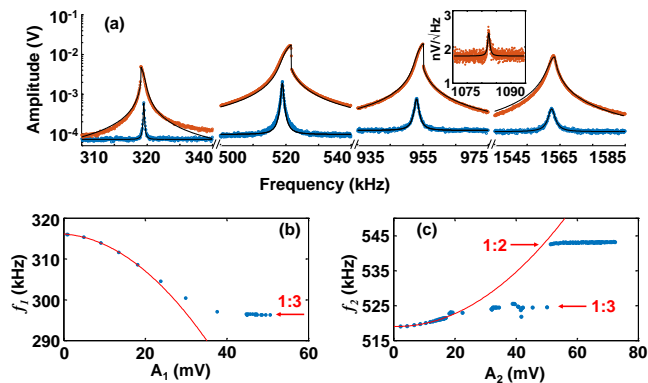 (a)
Amplitude (V)
10⁻¹
10⁻²
10⁻³
10⁻⁴
310 320 340 500 520 540 935 955 975 1545 1565 1585
Frequency (kHz)
nV/√Hz
3
2
1
1075 1090
(b)
f₁
(kHz)
320
310
300
290
0 20 40 60
A₁ (mV)
1:3
(c)
f₂
(kHz)
545
535
525
515
0 20 40 60 80
A₂ (mV)
1:2
1:3